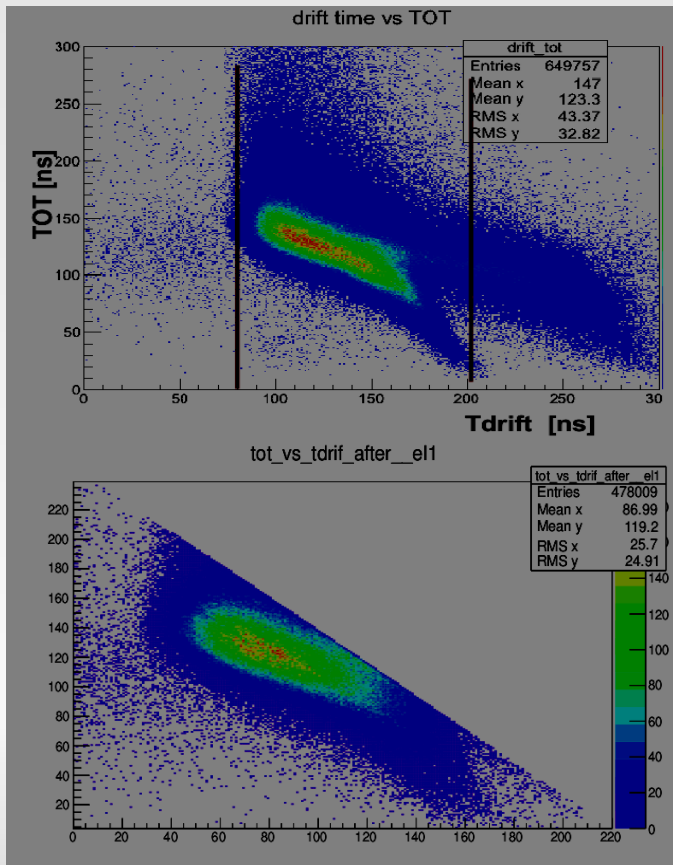 drift time vs TOT
drift_tot
Entries 649757
Mean x 147
Mean y 123.3
RMS x 43.37
RMS y 32.82
TOT [ns]
300
250
200
150
100
50
0
0 50 100 150 200 250 30
Tdrift [ns]
tot_vs_tdrif_after__el1
tot_vs_tdrif_after__el1
Entries 478009
Mean x 86.99
Mean y 119.2
RMS x 25.7
RMS y 24.91
220
200
180
160
140
120
100
80
60
40
20
0 20 40 60 80 100 120 140 160 180 200 220
140
120
100
80
60
40
20
0